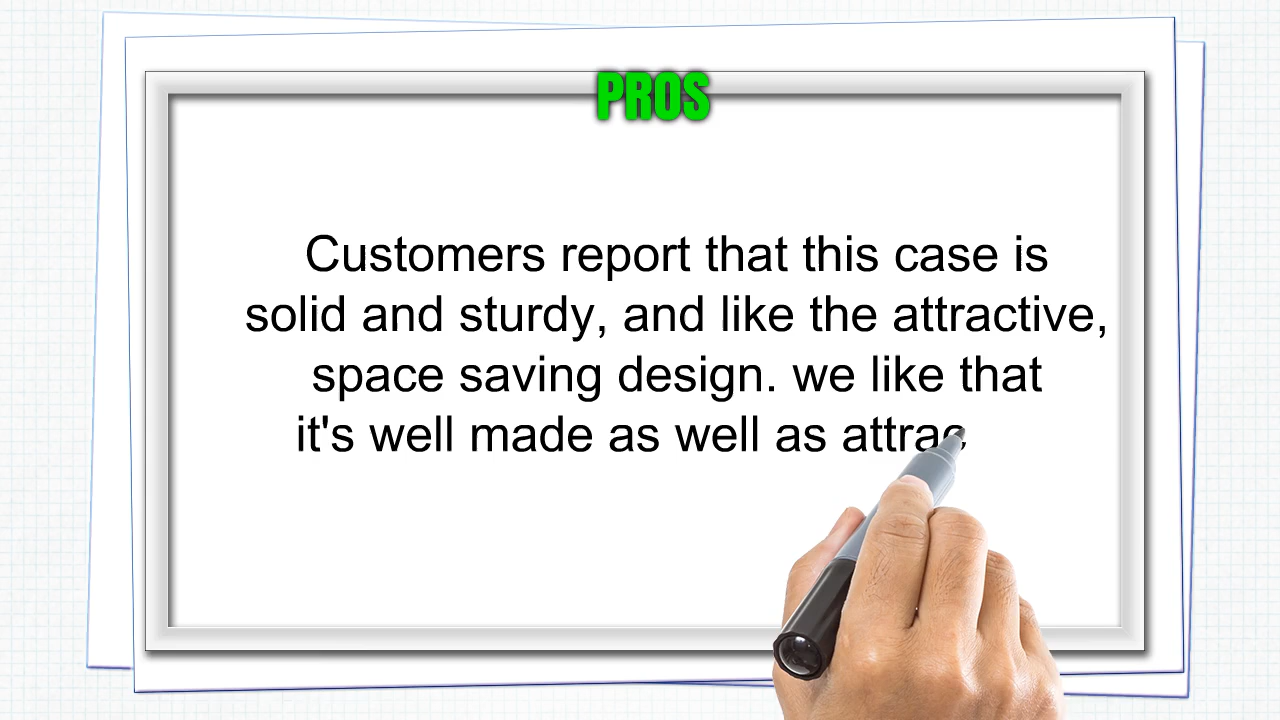 PROS
Customers report that this case is
solid and sturdy, and like the attractive,
space saving design. we like that
it's well made as well as attrac